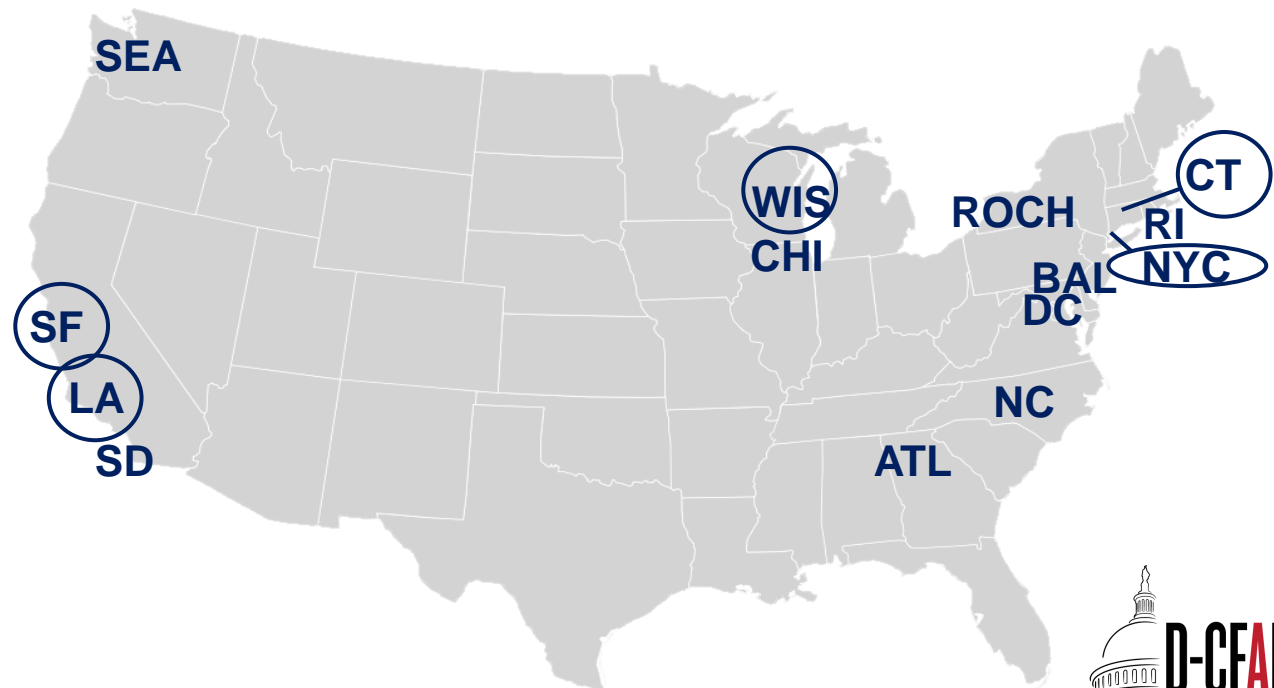 SEA
CT
WIS
ROCH
RI
CHI
NYC
BAL
DC
SF
LA
NC
SD
ATL
D-CFA